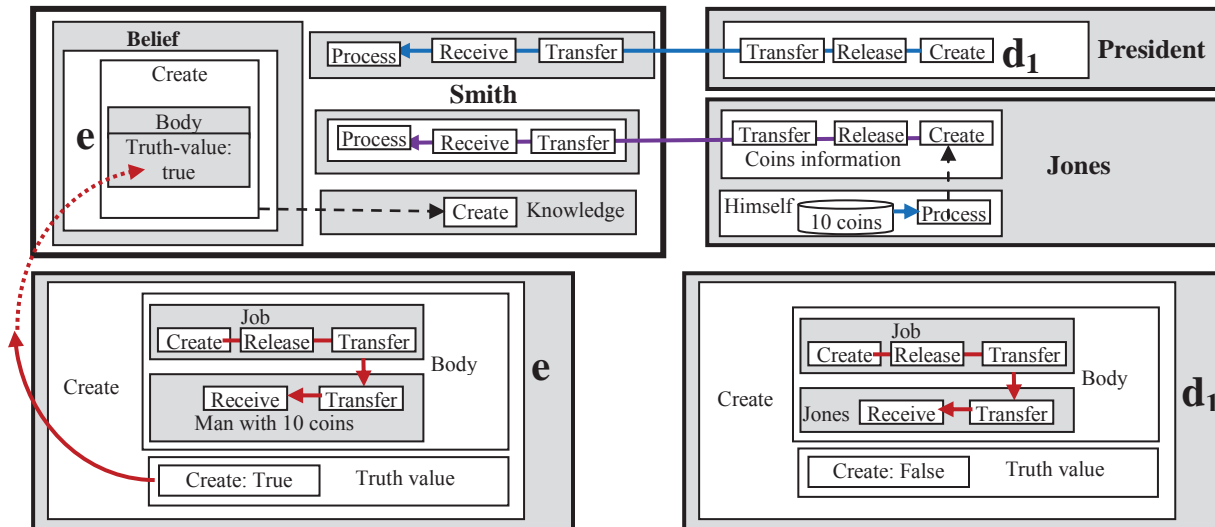 Belief
Create
e
Body
Truth-value:
true
Process
Receive
Transfer
Smith
Process
Receive
Transfer
Create
Knowledge
Transfer
Release
Create
d1
President
Transfer
Release
Create
Coins information
Jones
Himself
10 coins
Process
Create
Job
Create
Release
Transfer
Body
Receive
Transfer
Man with 10 coins
Create: True
Truth value
e
Create
Job
Create
Release
Transfer
Body
Jones
Receive
Transfer
Create: False
Truth value
d1